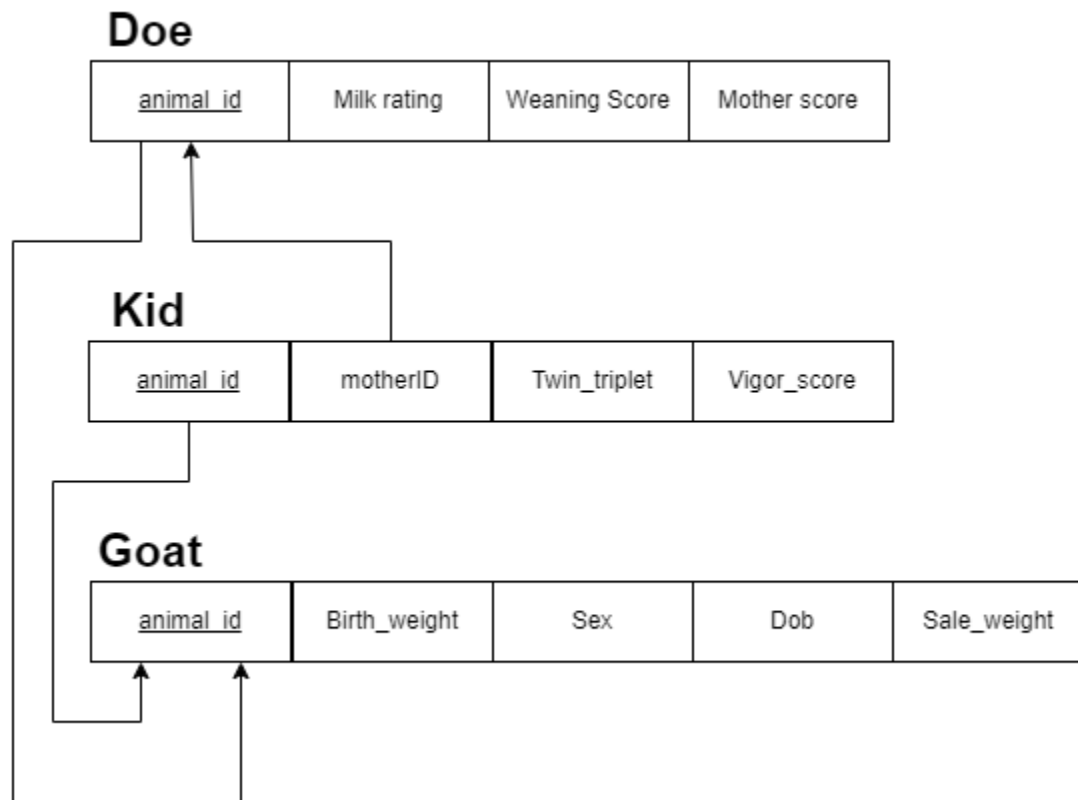 Doe
animal_id Milk rating Weaning Score Mother score
Kid
animal_id motherID Twin_triplet Vigor_score
Goat
animal_id Birth_weight Sex Dob Sale_weight